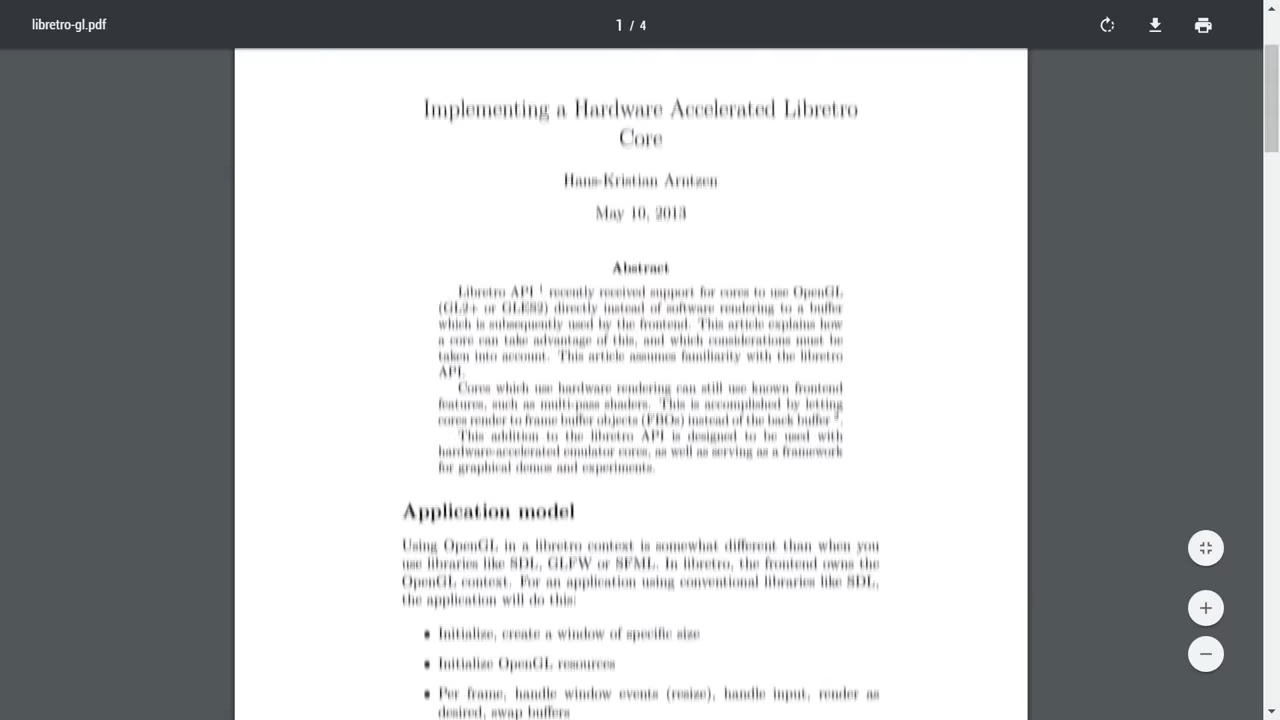 libretro-gl.pdf
1 / 4
Implementing a Hardware Accelerated Libretro
Core
Hans-Kristian Arntzen
May 10, 2013
Abstract
Libretro API 1 recently received support for cores to use OpenGL
(GL2+ or GLES2) directly instead of software rendering to a buffer
which is subsequently used by the frontend. This article explains how
a core can take advantage of this, and which considerations must be
taken into account. This article assumes familiarity with the libretro
API.
Cores which use hardware rendering can still use known frontend
features, such as multi-pass shaders. This is accomplished by letting
cores render to frame buffer objects (FBOs) instead of the back buffer 2.
This addition to the libretro API is designed to be used with
hardware-accelerated emulator cores, as well as serving as a framework
for graphical demos and experiments.
Application model
Using OpenGL in a libretro context is somewhat different than when you
use libraries like SDL, GLFW or SFML. In libretro, the frontend owns the
OpenGL context. For an application using conventional libraries like SDL,
the application will do this:
• Initialize, create a window of specific size
• Initialize OpenGL resources
• Per frame, handle window events (resize), handle input, render as
desired, swap buffers